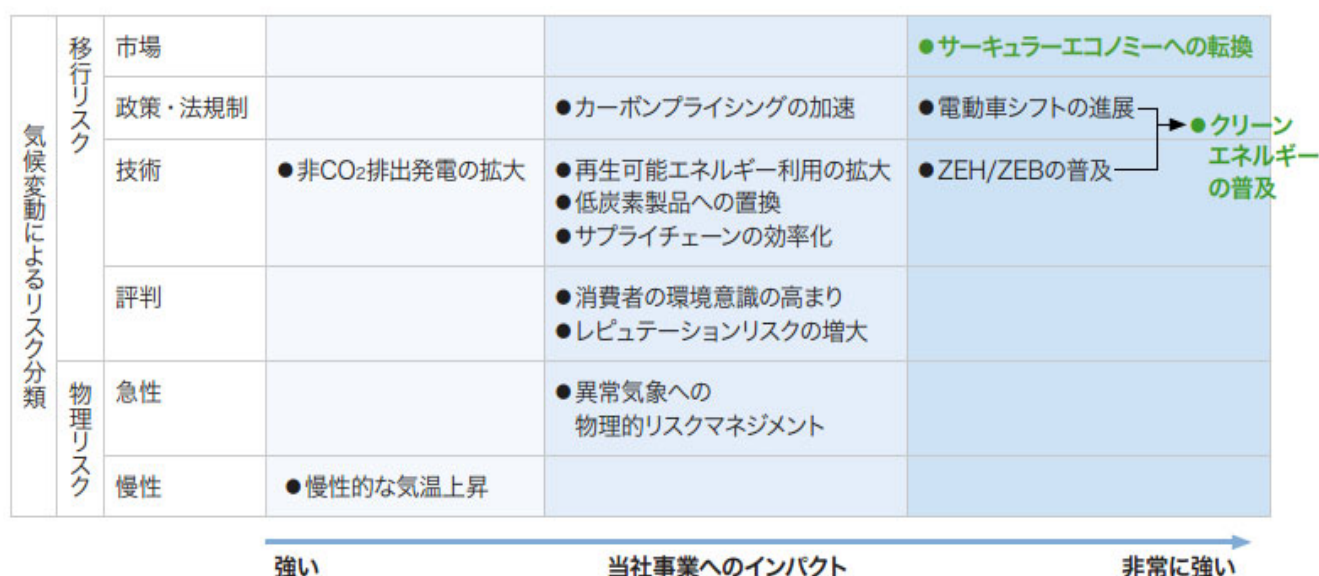 気候変動によるリスク分類
移行リスク
市場
●サーキュラーエコノミーへの転換
政策・法規制
●カーボンプライシングの加速
●電動車シフトの進展
●クリーン
エネルギー
の普及
技術
●非CO₂排出発電の拡大
●再生可能エネルギー利用の拡大
●低炭素製品への置換
●サプライチェーンの効率化
●ZEH/ZEBの普及
評判
●消費者の環境意識の高まり
●レピュテーションリスクの増大
物理リスク
急性
●異常気象への
物理的リスクマネジメント
慢性
●慢性的な気温上昇
強い
当社事業へのインパクト
非常に強い